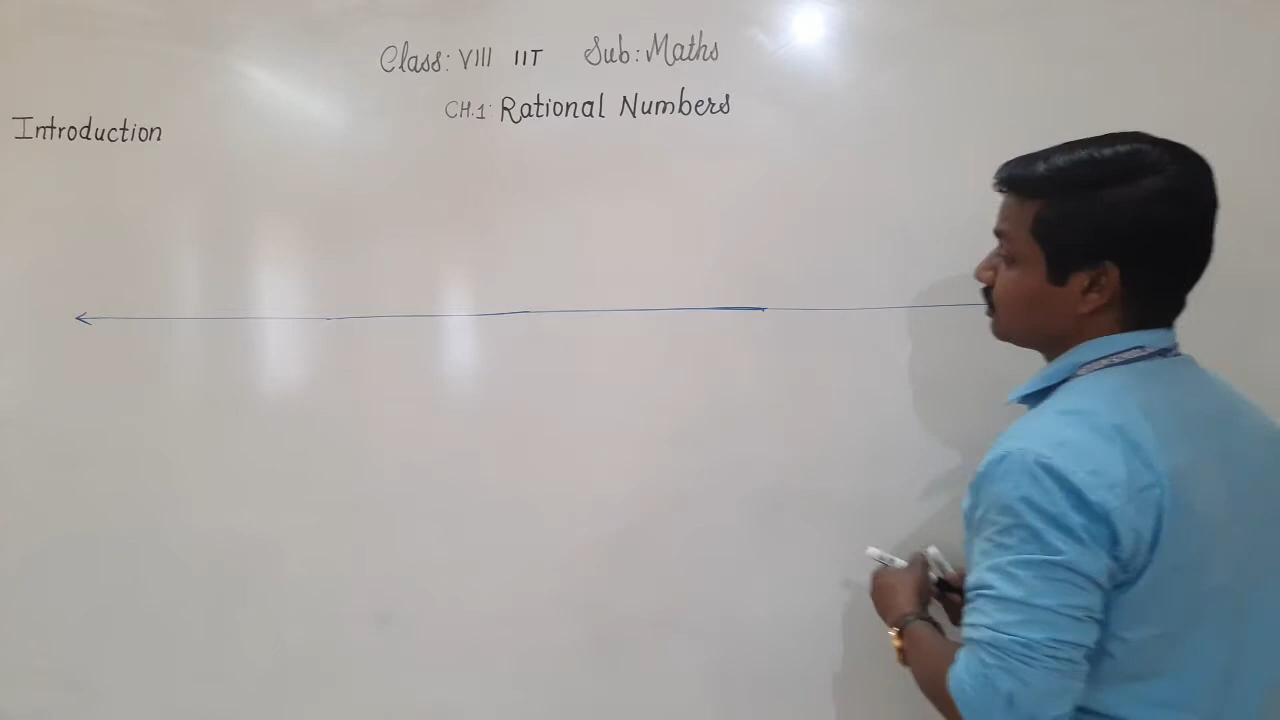 Class: VIII IIT Sub: Maths
CH.1: Rational Numbers
Introduction